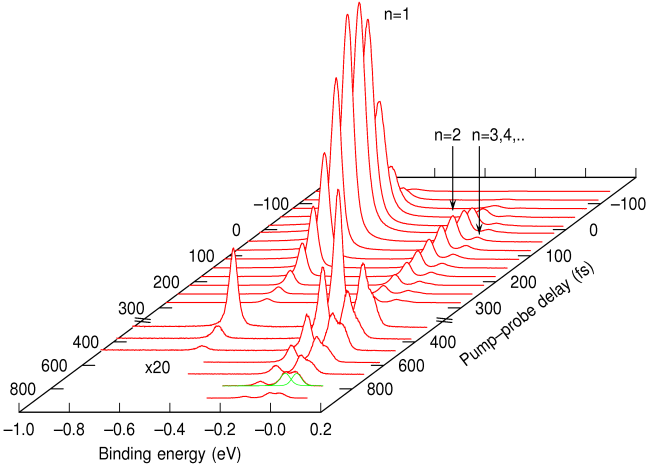 n=1
n=2 n=3,4,..
−100 −100
0 0
100 100
200 200
300 300
400 400
600 600
800 800
x20
Pump−probe delay (fs)
−1.0 −0.8 −0.6 −0.4 −0.2 −0.0 0.2
Binding energy (eV)